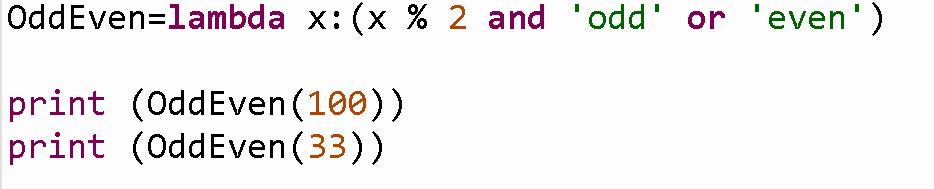 OddEven=lambda x:(x % 2 and 'odd' or 'even')
print (OddEven(100))
print (OddEven(33))